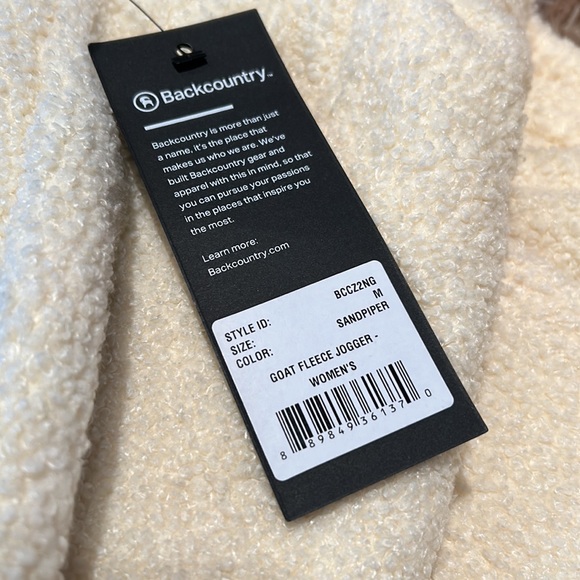 Backcountry™
Backcountry is more than just
a name, it's the place that
makes us who we are. We've
built Backcountry gear and
apparel with this in mind, so that
you can pursue your passions
in the places that inspire you
the most.
Learn more:
Backcountry.com
STYLE ID: BCCZ2NG
SIZE: M
COLOR: SANDPIPER
GOAT FLEECE JOGGER -
WOMEN'S
8 89849 36137 0